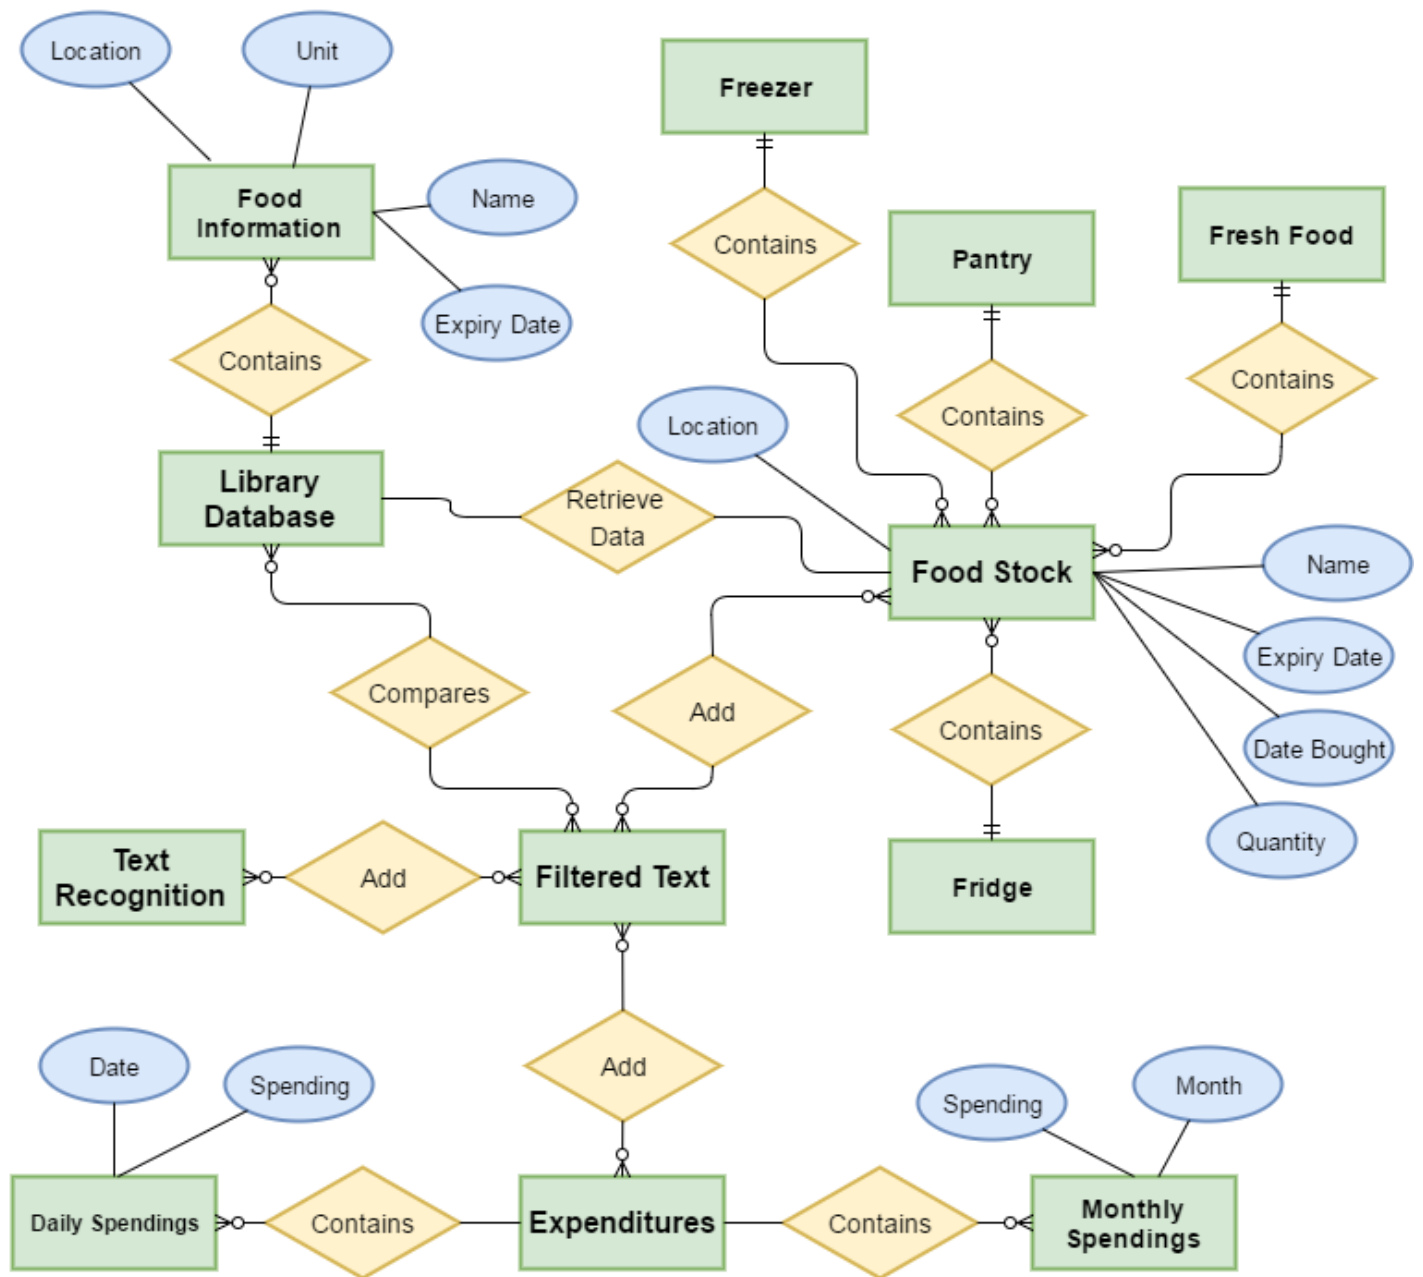 Location
Unit
Freezer
Food
Information
Name
Contains
Pantry
Fresh Food
Expiry Date
Contains
Contains
Contains
Location
Library
Database
Retrieve
Data
Food Stock
Name
Expiry Date
Compares
Add
Contains
Date Bought
Quantity
Text
Recognition
Add
Filtered Text
Fridge
Date
Spending
Add
Spending
Month
Daily Spendings
Contains
Expenditures
Contains
Monthly
Spendings